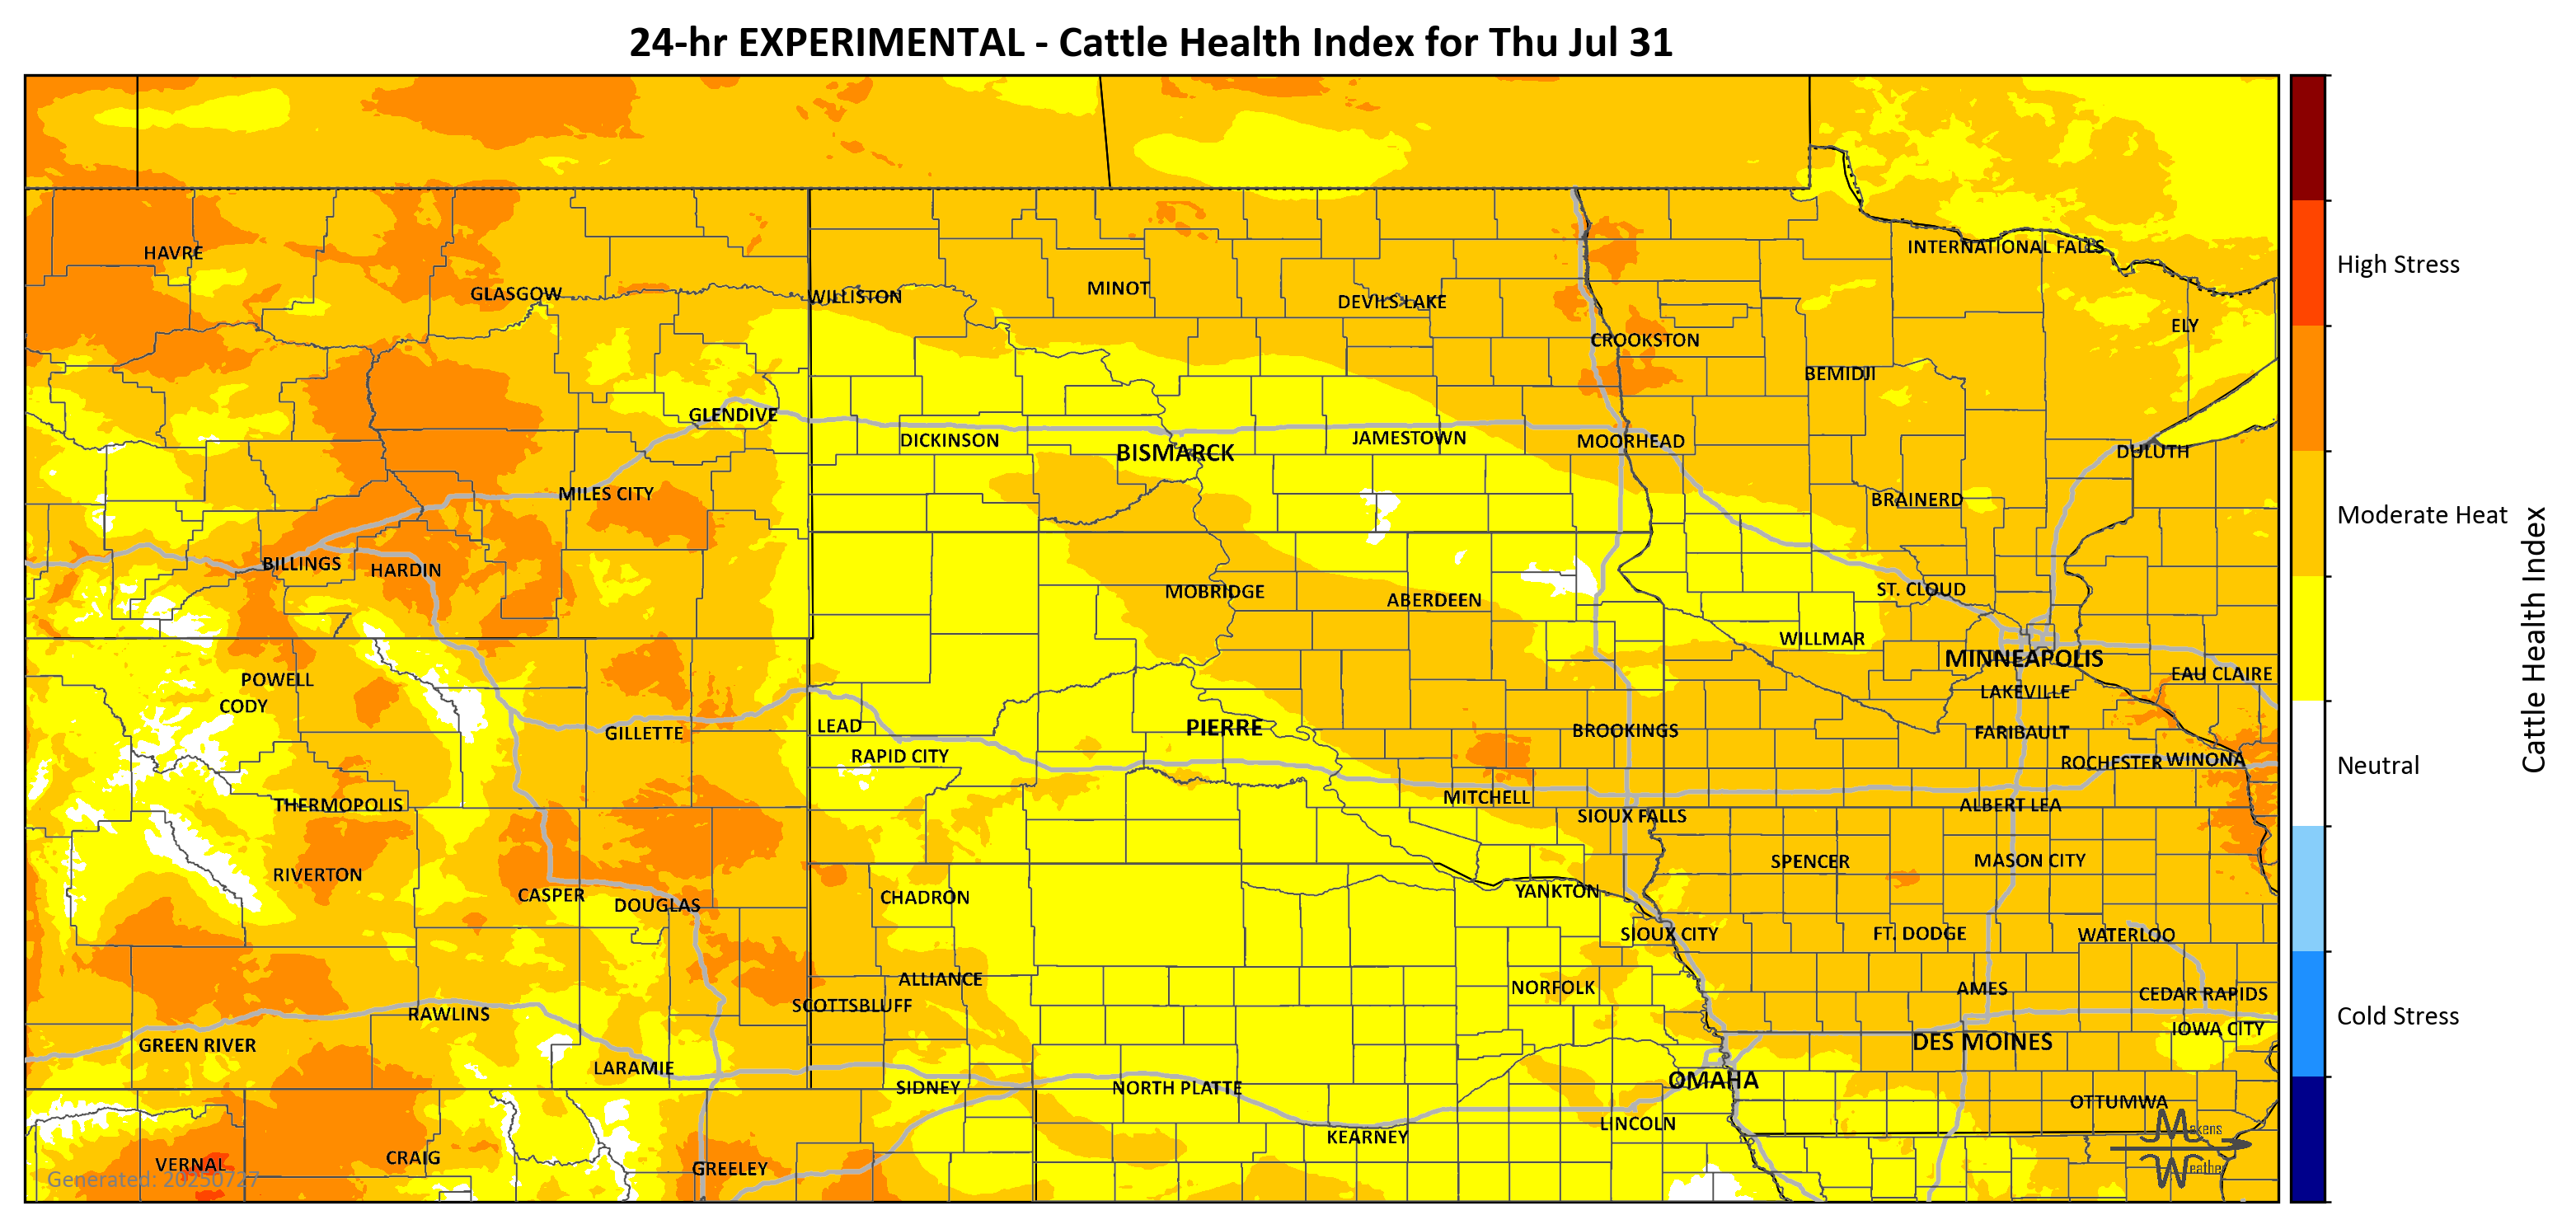 24-hr EXPERIMENTAL - Cattle Health Index for Thu Jul 31
HAVRE
GLASGOW
WILLISTON
MINOT
DEVILS LAKE
CROOKSTON
INTERNATIONAL FALLS
ELY
BEMIDJI
GLENDIVE
DICKINSON
BISMARCK
JAMESTOWN
MOORHEAD
DULUTH
MILES CITY
BRAINERD
BILLINGS
HARDIN
MOBRIDGE
ABERDEEN
ST. CLOUD
WILLMAR
MINNEAPOLIS
EAU CLAIRE
LAKEVILLE
POWELL
CODY
GILLETTE
LEAD
RAPID CITY
PIERRE
BROOKINGS
FARIBAULT
ROCHESTER
WINONA
THERMOPOLIS
MITCHELL
SIOUX FALLS
ALBERT LEA
RIVERTON
CASPER
DOUGLAS
CHADRON
YANKTON
SPENCER
MASON CITY
SIOUX CITY
FT. DODGE
WATERLOO
ALLIANCE
SCOTTSBLUFF
NORFOLK
AMES
CEDAR RAPIDS
RAWLINS
GREEN RIVER
LARAMIE
SIDNEY
NORTH PLATTE
OMAHA
DES MOINES
IOWA CITY
OTTUMWA
LINCOLN
KEARNEY
VERNAL
CRAIG
GREELEY
Generated: 20250727
Makens
Weather
High Stress
Moderate Heat
Neutral
Cold Stress
Cattle Health Index